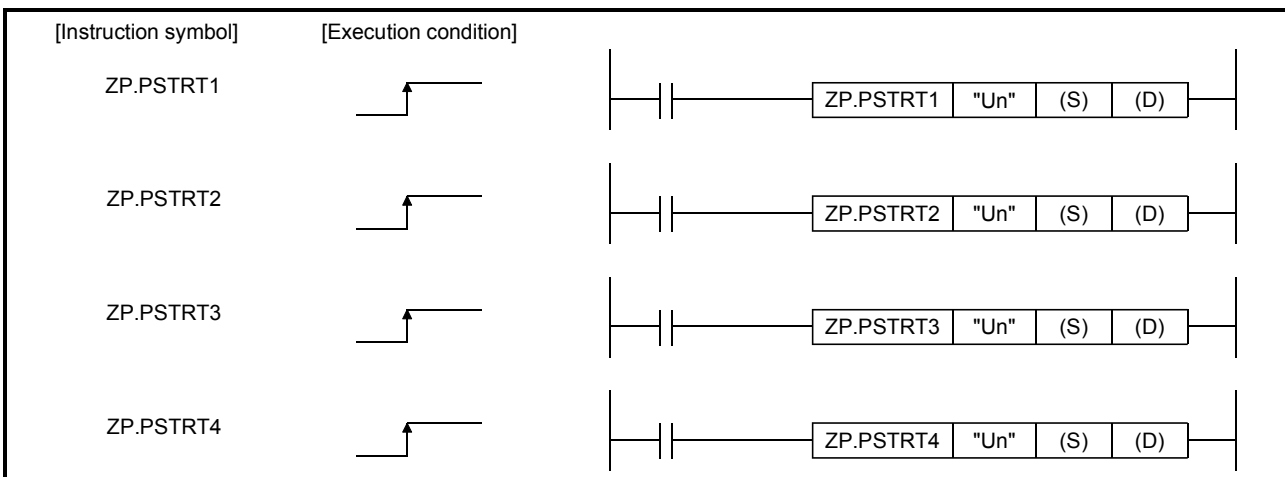 [Instruction symbol] [Execution condition]
ZP.PSTRT1 ZP.PSTRT1 "Un" (S) (D)
ZP.PSTRT2 ZP.PSTRT2 "Un" (S) (D)
ZP.PSTRT3 ZP.PSTRT3 "Un" (S) (D)
ZP.PSTRT4 ZP.PSTRT4 "Un" (S) (D)